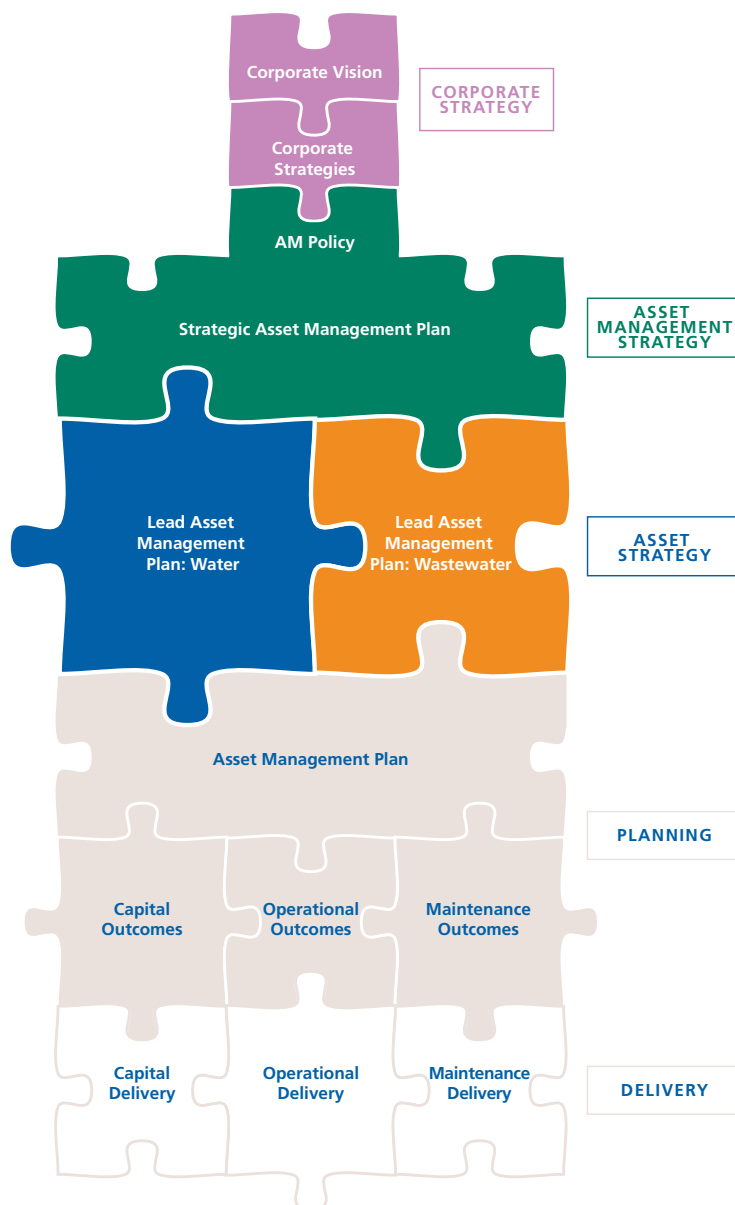 Corporate Vision
CORPORATE
STRATEGY
Corporate
Strategies
AM Policy
Strategic Asset Management Plan
ASSET
MANAGEMENT
STRATEGY
Lead Asset
Management
Plan: Water
Lead Asset
Management
Plan: Wastewater
ASSET
STRATEGY
Asset Management Plan
PLANNING
Capital
Outcomes
Operational
Outcomes
Maintenance
Outcomes
Capital
Delivery
Operational
Delivery
Maintenance
Delivery
DELIVERY